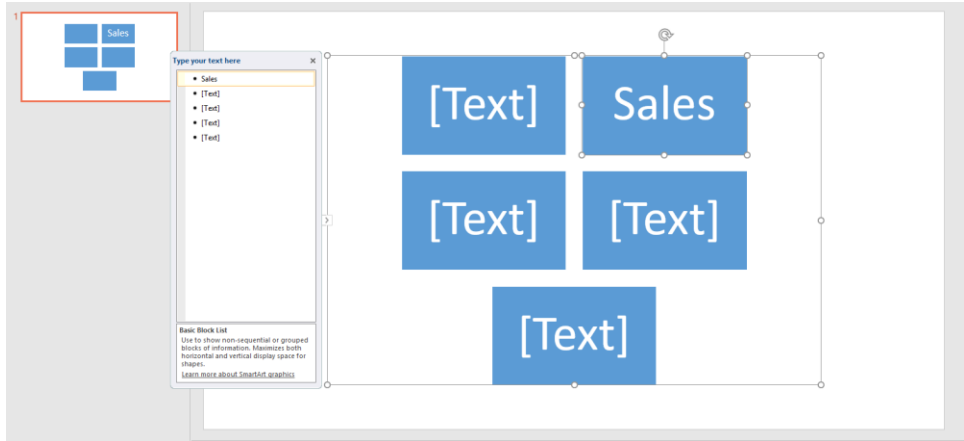 1
Sales
Type your text here
×
• Sales
• [Text]
• [Text]
• [Text]
• [Text]
Basic Block List
Use to show non-sequential or grouped
blocks of information. Maximizes both
horizontal and vertical display space for
shapes.
Learn more about SmartArt graphics
[Text] Sales
[Text] [Text]
[Text]